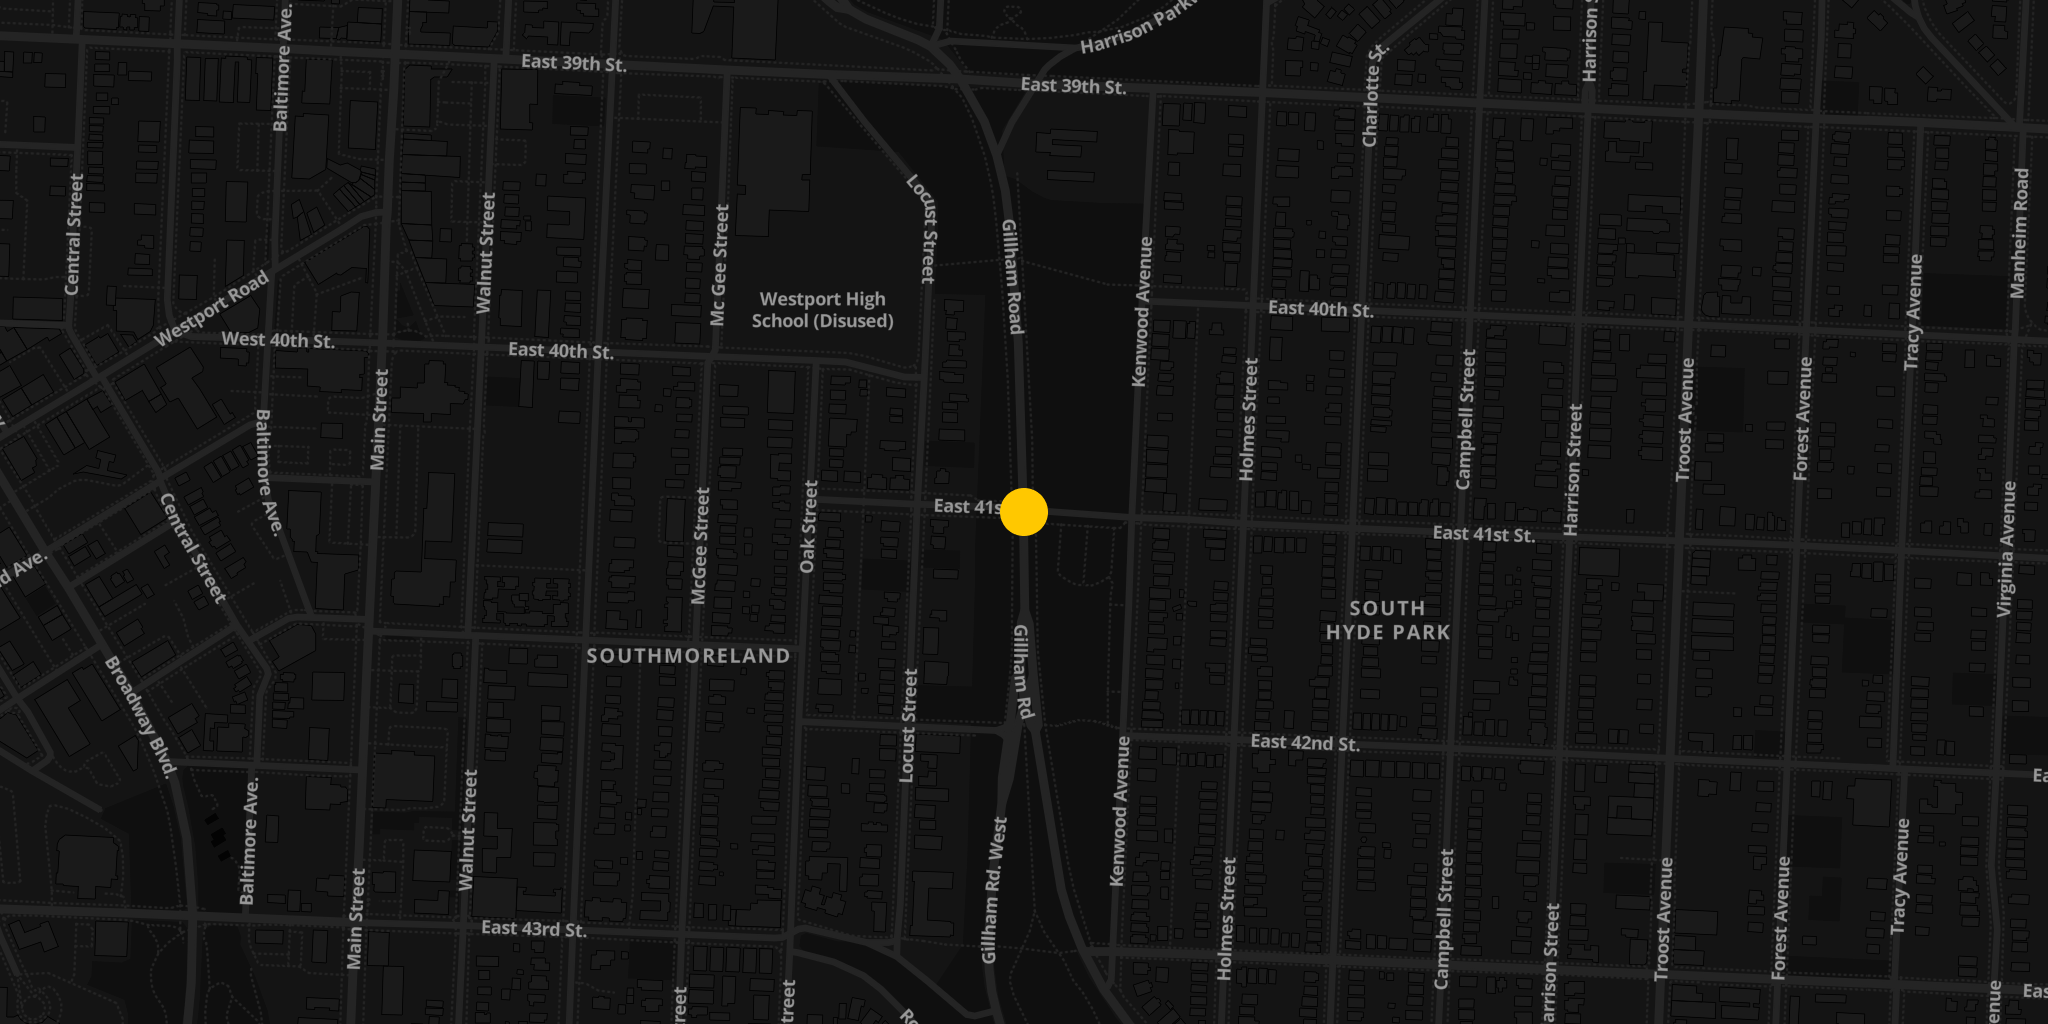 Baltimore Ave.
Harrison
Harrison
East 39th St.
East 39th St.
Charlotte St.
Central Street
Walnut Street
Mc Gee Street
Locust Street
Gillham Road
Kenwood Avenue
Manheim Road
Tracy Avenue
Westport Road
Westport High
School (Disused)
West 40th St.
East 40th St.
East 40th St.
Main Street
Baltimore Ave.
Holmes Street
Campbell Street
Harrison Street
Troost Avenue
Forest Avenue
Central Street
McGee Street
Oak Street
East
East 41st St.
Virginia Avenue
Ave.
SOUTH
HYDE PARK
SOUTHMORELAND
Gillham Rd
Broadway Blvd.
Locust Street
East 42nd St.
Kenwood Avenue
Baltimore Ave.
Walnut Street
Main Street
East 43rd St.
Gillham Rd. West
Holmes Street
Campbell Street
Street
Troost Avenue
Forest Avenue
Tracy Avenue